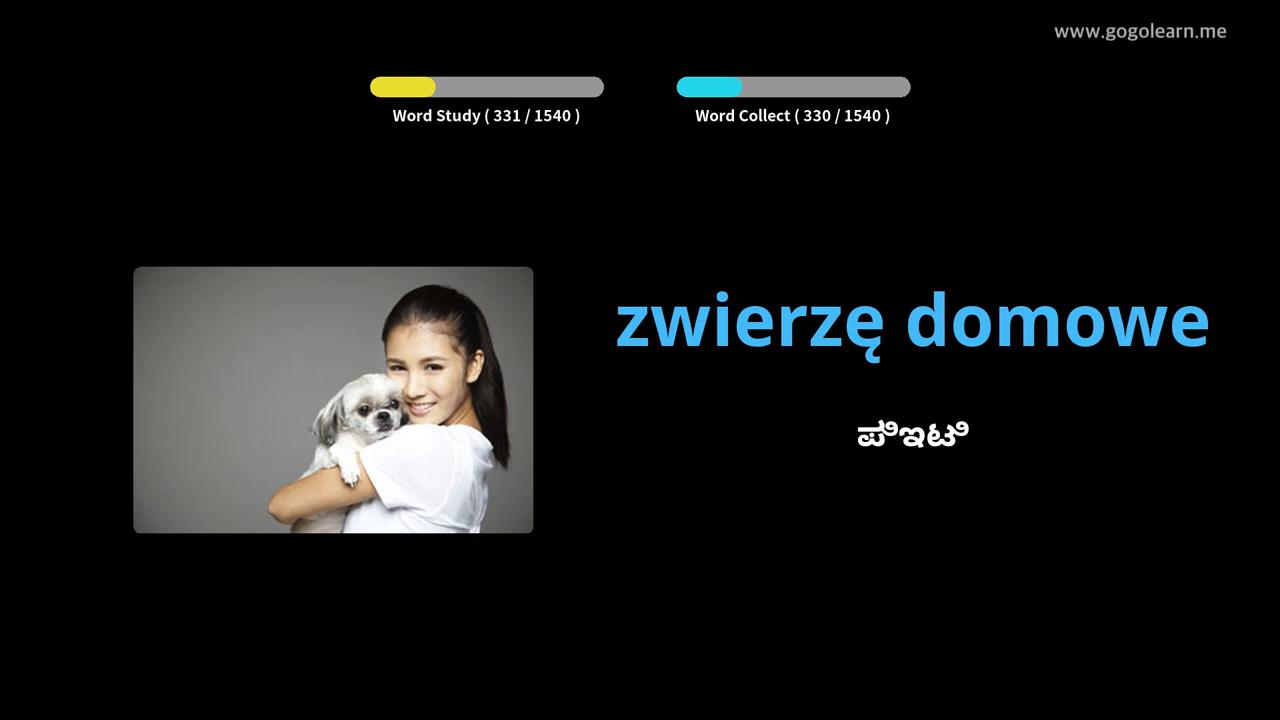 www.gogolearn.me
Word Study ( 331 / 1540 )
Word Collect ( 330 / 1540 )
zwierzę domowe
ಪಿಇಟಿ